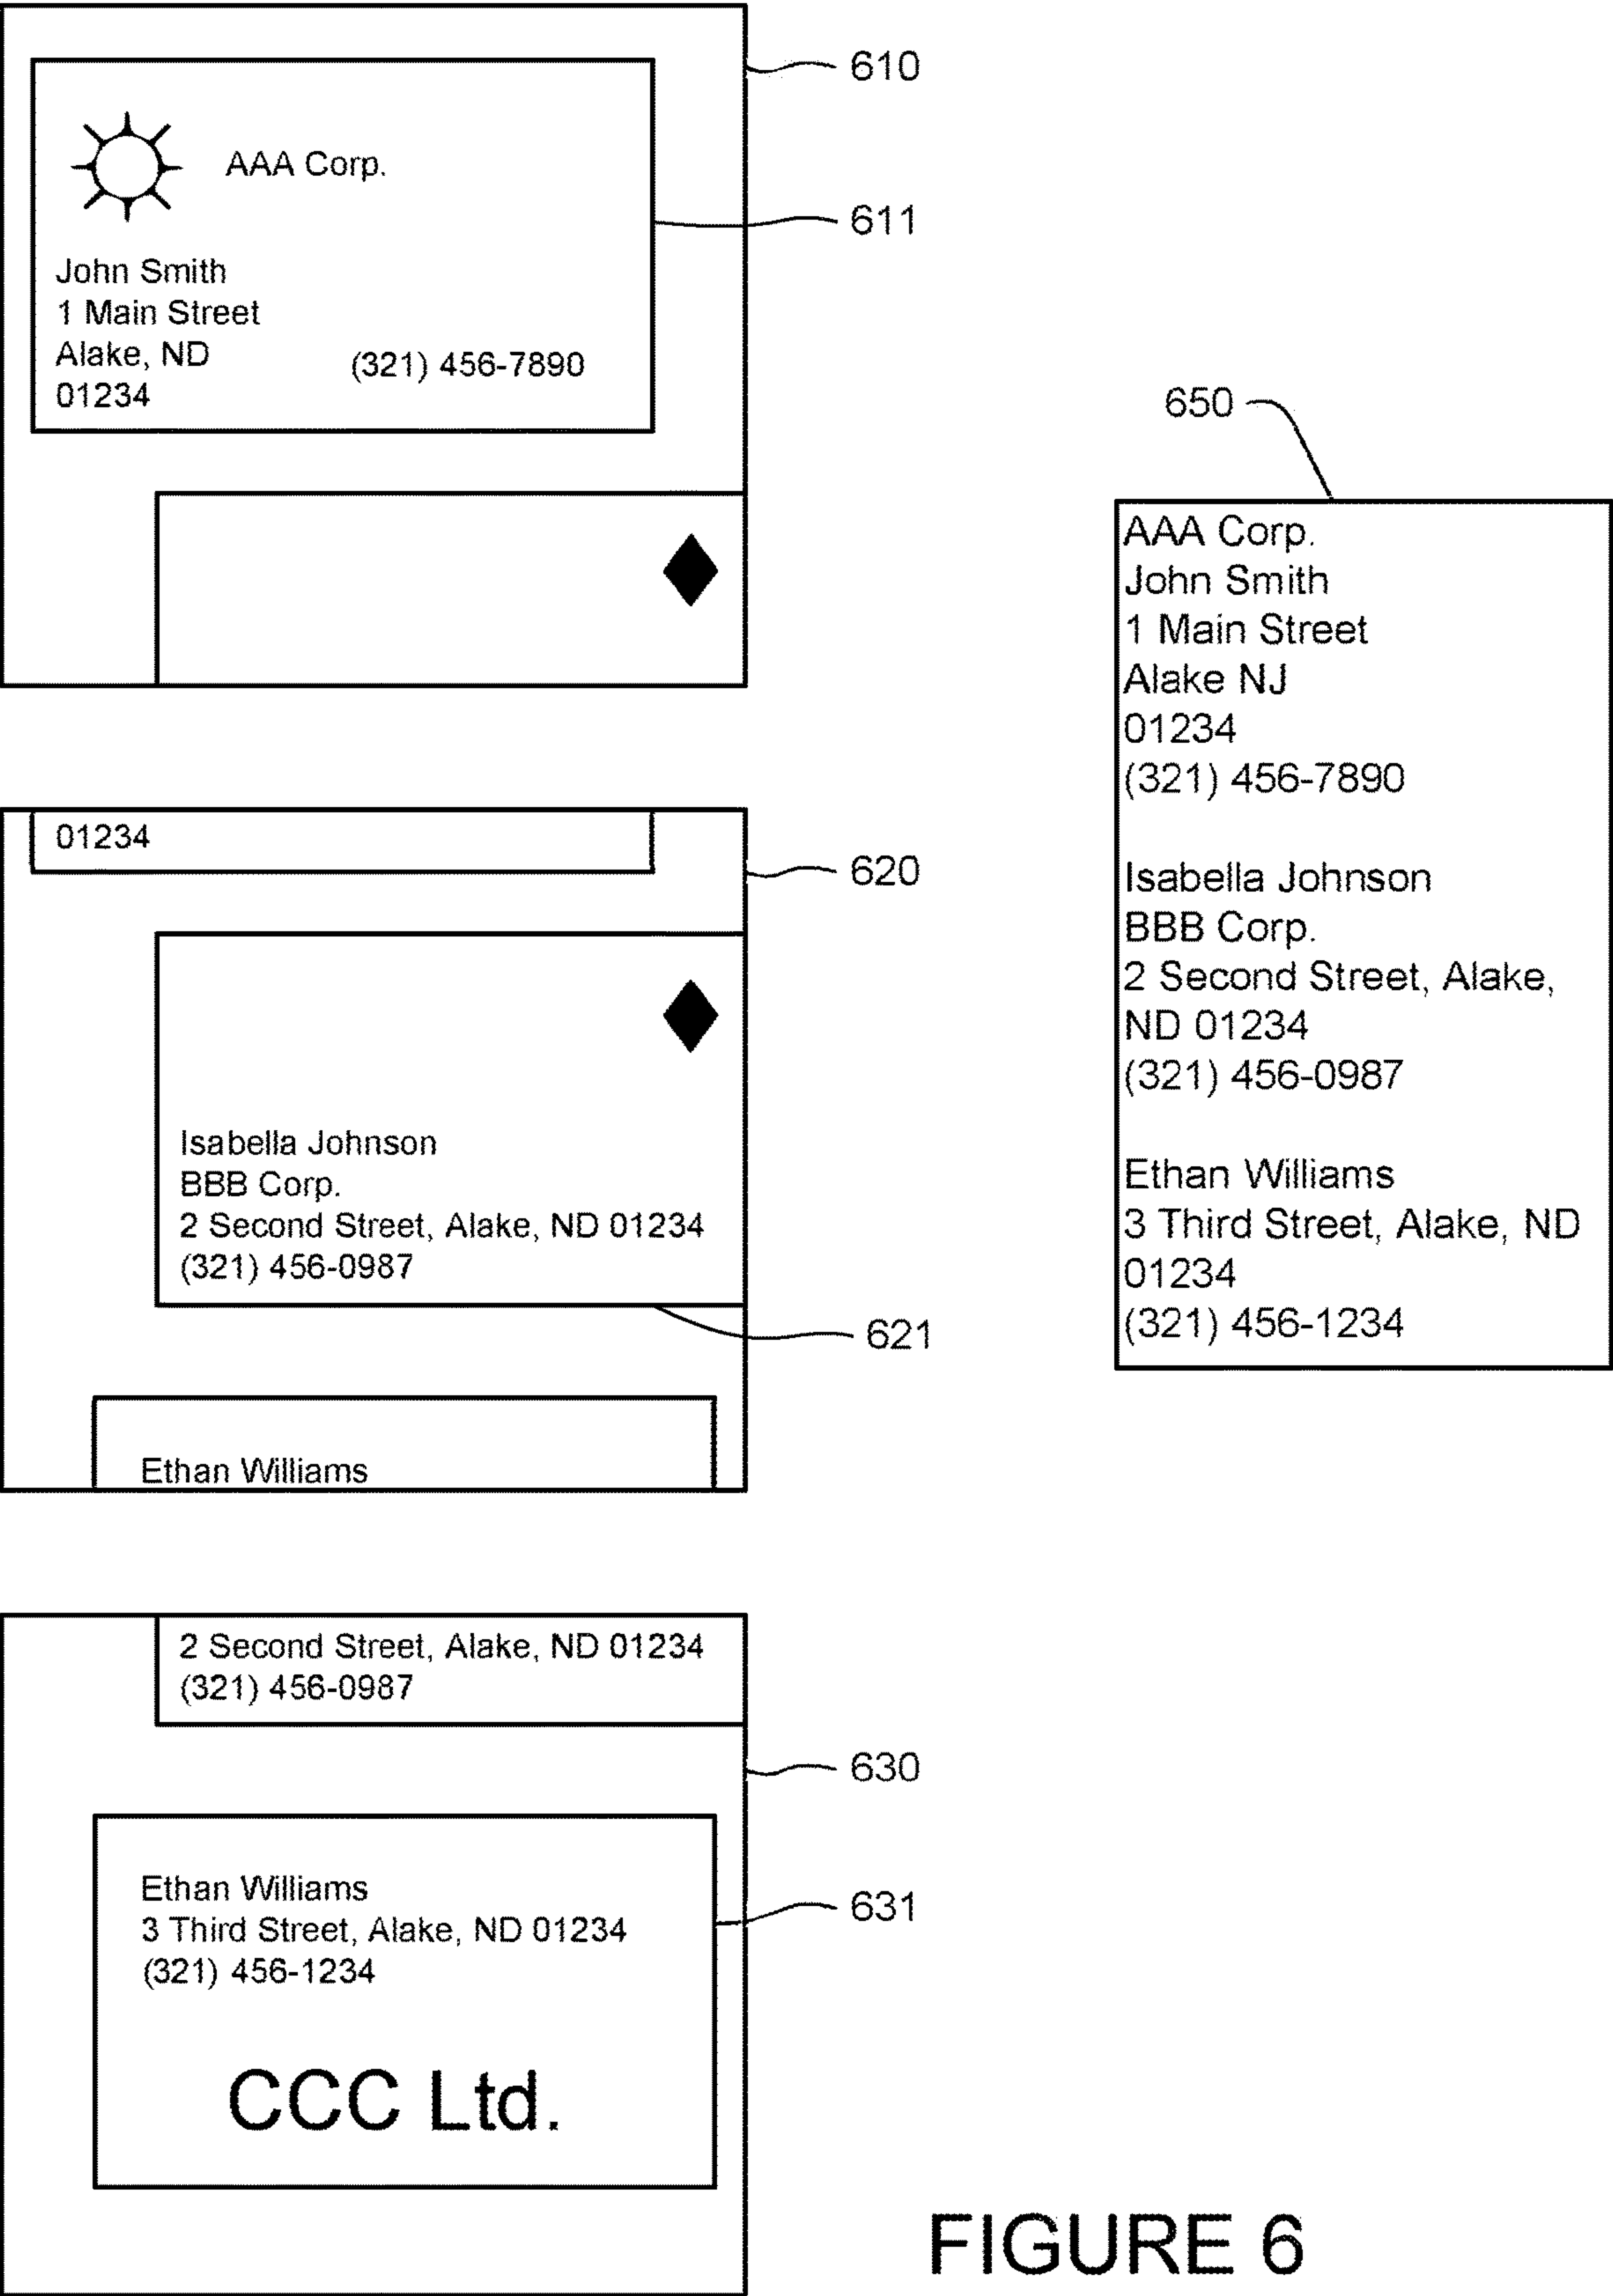 610
AAA Corp.
611
John Smith
1 Main Street
Alake, ND
(321) 456-7890
01234
650
AAA Corp.
John Smith
1 Main Street
Alake NJ
01234
(321) 456-7890
Isabella Johnson
BBB Corp.
2 Second Street, Alake,
ND 01234
(321) 456-0987
Ethan Williams
3 Third Street, Alake, ND
01234
(321) 456-1234
01234
620
Isabella Johnson
BBB Corp.
2 Second Street, Alake, ND 01234
(321) 456-0987
621
Ethan Williams
2 Second Street, Alake, ND 01234
(321) 456-0987
630
Ethan Williams
3 Third Street, Alake, ND 01234
(321) 456-1234
631
CCC Ltd.
FIGURE 6